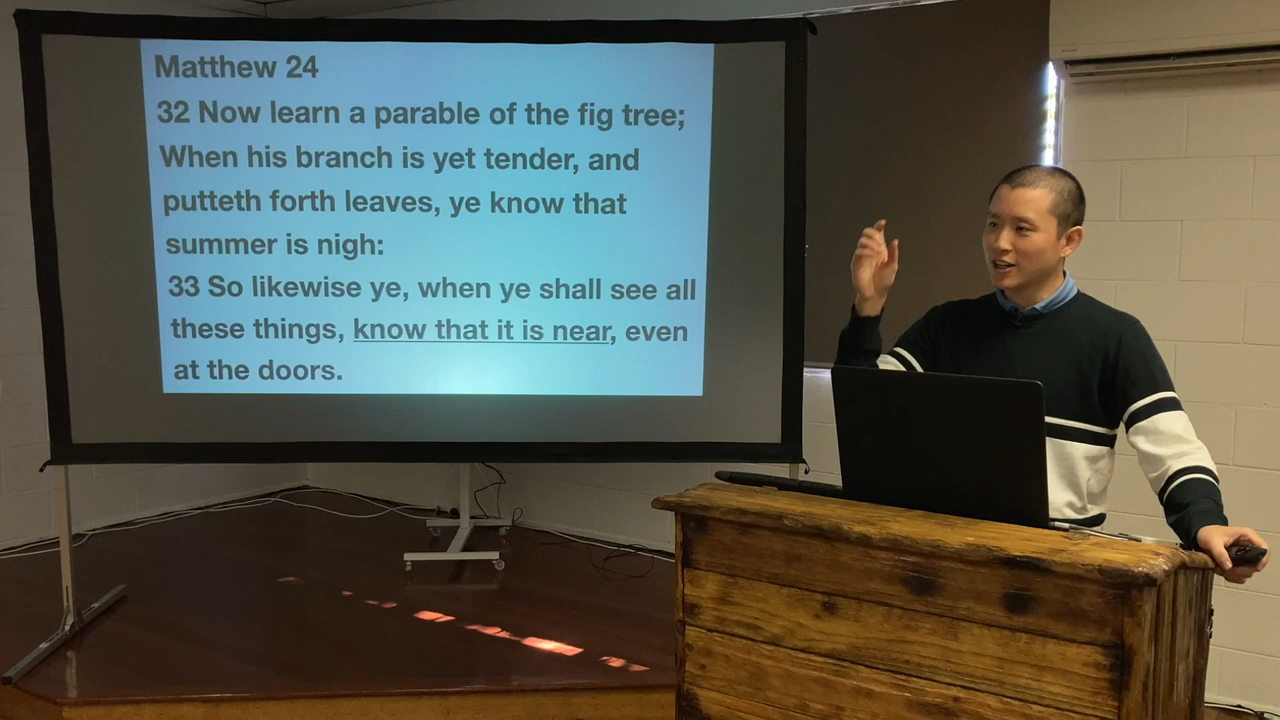 Matthew 24
32 Now learn a parable of the fig tree;
When his branch is yet tender, and
putteth forth leaves, ye know that
summer is nigh:
33 So likewise ye, when ye shall see all
these things, know that it is near, even
at the doors.